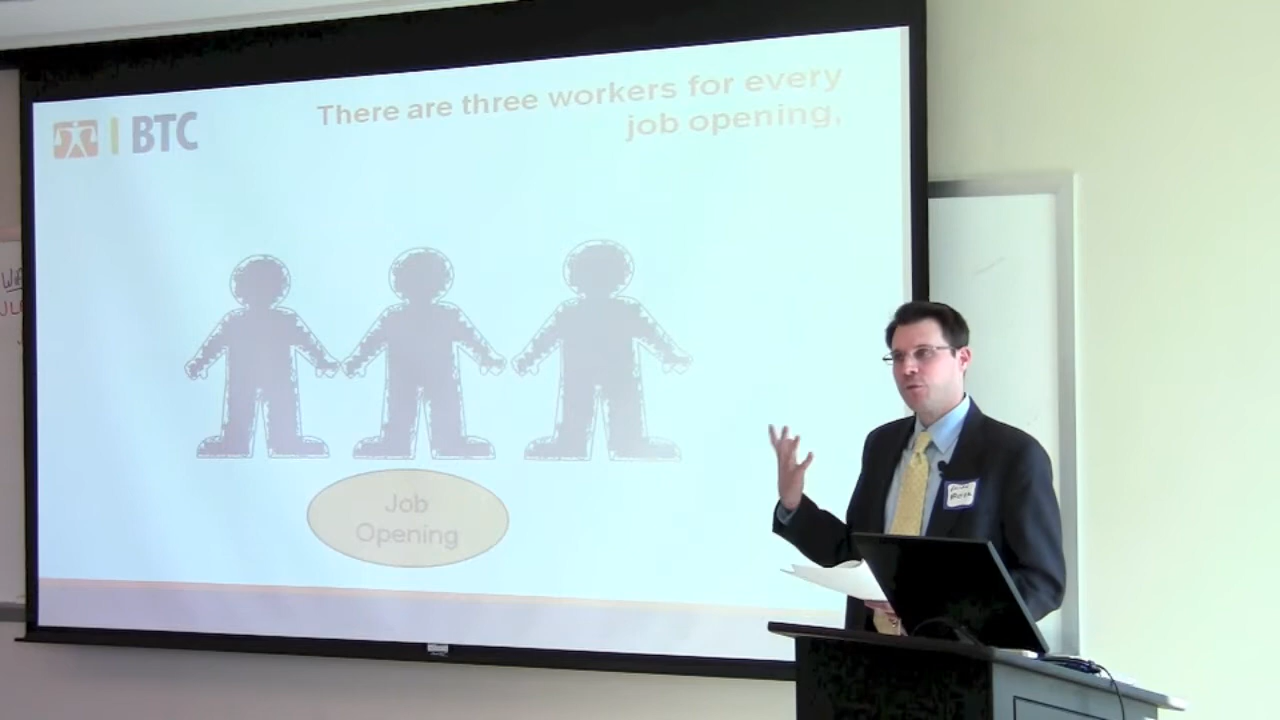 There are three workers for every
job opening.
BTC
Job
Opening